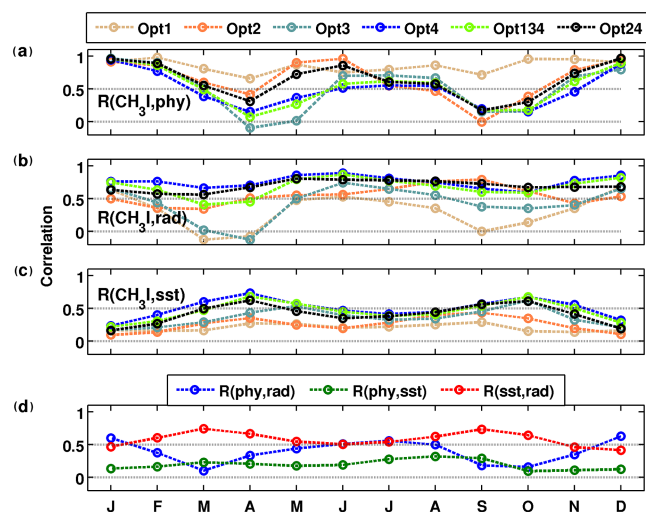 Opt1 Opt2 Opt3 Opt4 Opt134 Opt24
(a)
1
0.5
0
R(CH3I,phy)
(b)
1
0.5
0
R(CH3I,rad)
(c)
1
0.5
0
R(CH3I,sst)
Correlation
R(phy,rad) R(phy,sst) R(sst,rad)
(d)
1
0.5
0
J F M A M J J A S O N D